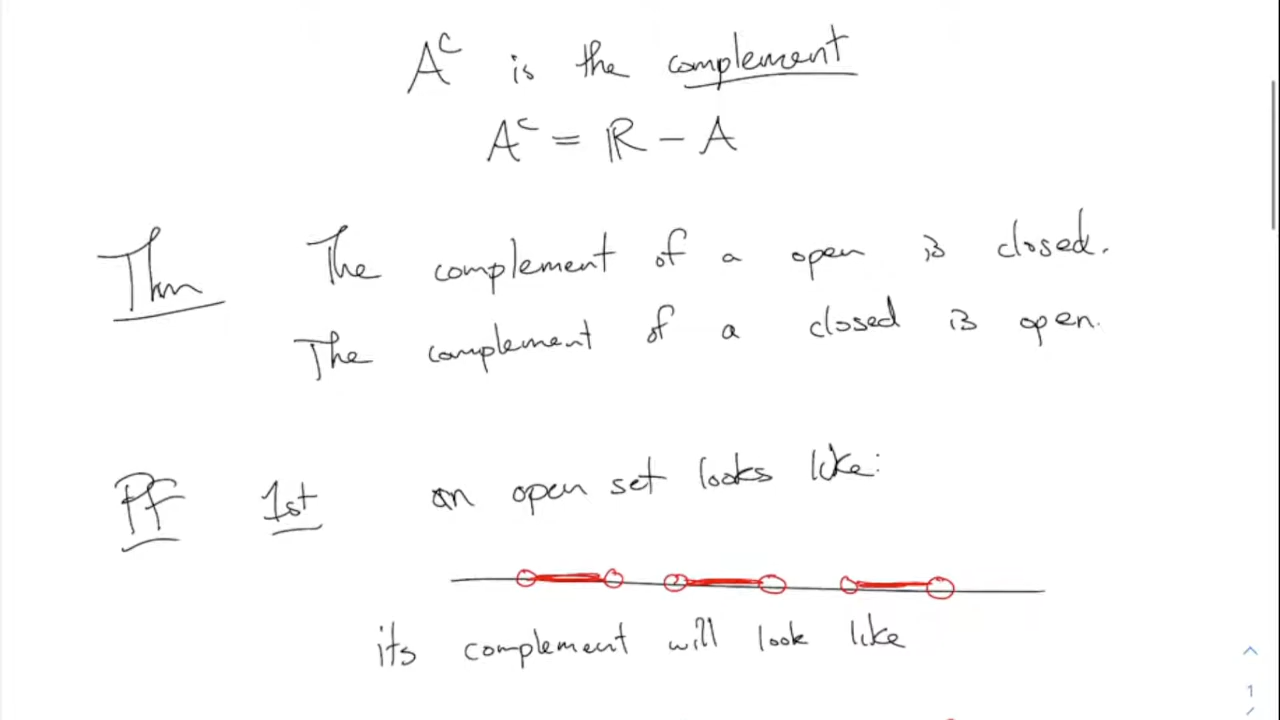 A^c is the complement
A^c = ℝ - A
Thm The complement of a open is closed.
The complement of a closed is open.
PF 1st an open set looks like:
its complement will look like
1